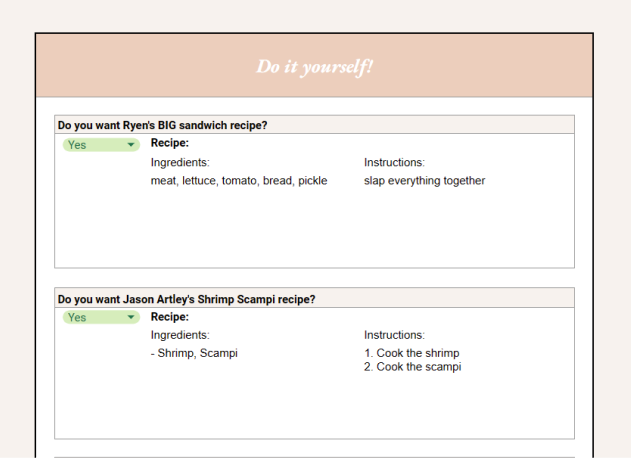 Do it yourself!
Do you want Ryen's BIG sandwich recipe?
Yes
Recipe:
Ingredients:
Instructions:
meat, lettuce, tomato, bread, pickle
slap everything together
Do you want Jason Artley's Shrimp Scampi recipe?
Yes
Recipe:
Ingredients:
Instructions:
- Shrimp, Scampi
1. Cook the shrimp
2. Cook the scampi